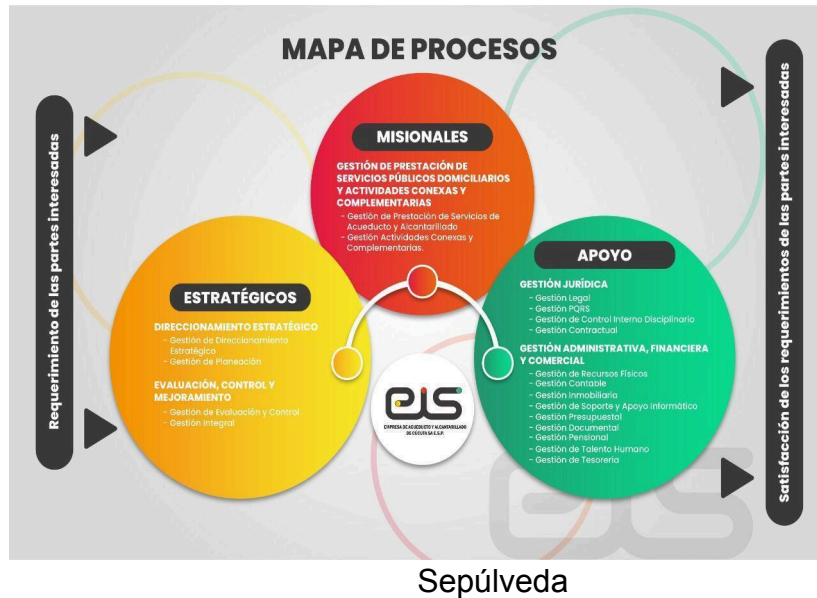 MAPA DE PROCESOS
Requerimiento de las partes interesadas
MISIONALES
GESTIÓN DE PRESTACIÓN DE
SERVICIOS PÚBLICOS DOMICILIARIOS
Y ACTIVIDADES CONEXAS Y
COMPLEMENTARIAS
- Gestión de Prestación de Servicios de
Acueducto y Alcantarillado
- Gestión Actividades Conexas y
Complementarias.
ESTRATÉGICOS
DIRECCIONAMIENTO ESTRATÉGICO
- Gestión de Direccionamiento
Estratégico
- Gestión de Planeación
EVALUACIÓN, CONTROL Y
MEJORAMIENTO
- Gestión de Evaluación y Control
- Gestión Integral
APOYO
GESTIÓN JURÍDICA
- Gestión Legal
- Gestión PQRS
- Gestión de Control Interno Disciplinario
- Gestión Contractual
GESTIÓN ADMINISTRATIVA, FINANCIERA
Y COMERCIAL
- Gestión de Recursos Físicos
- Gestión Contable
- Gestión Inmobiliaria
- Gestión de Soporte y Apoyo Informático
- Gestión Presupuestal
- Gestión Documental
- Gestión Pensional
- Gestión de Talento Humano
- Gestión de Tesoreria
eis
EMPRESA DE ACUEDUCTO Y ALCANTARILLADO
DE CÚCUTA SA E.S.P.
Satisfacción de los requerimientos de las partes interesadas
eis
Sepúlveda